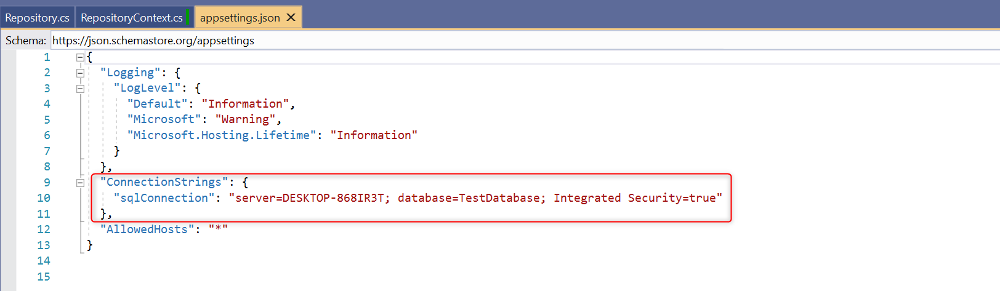 Repository.cs RepositoryContext.cs appsettings.json
Schema: https://json.schemastore.org/appsettings
1 {
2 "Logging": {
3 "LogLevel": {
4 "Default": "Information",
5 "Microsoft": "Warning",
6 "Microsoft.Hosting.Lifetime": "Information"
7 }
8 },
9 "ConnectionStrings": {
10 "sqlConnection": "server=DESKTOP-868IR3T; database=TestDatabase; Integrated Security=true"
11 },
12 "AllowedHosts": "*"
13 }
14
15